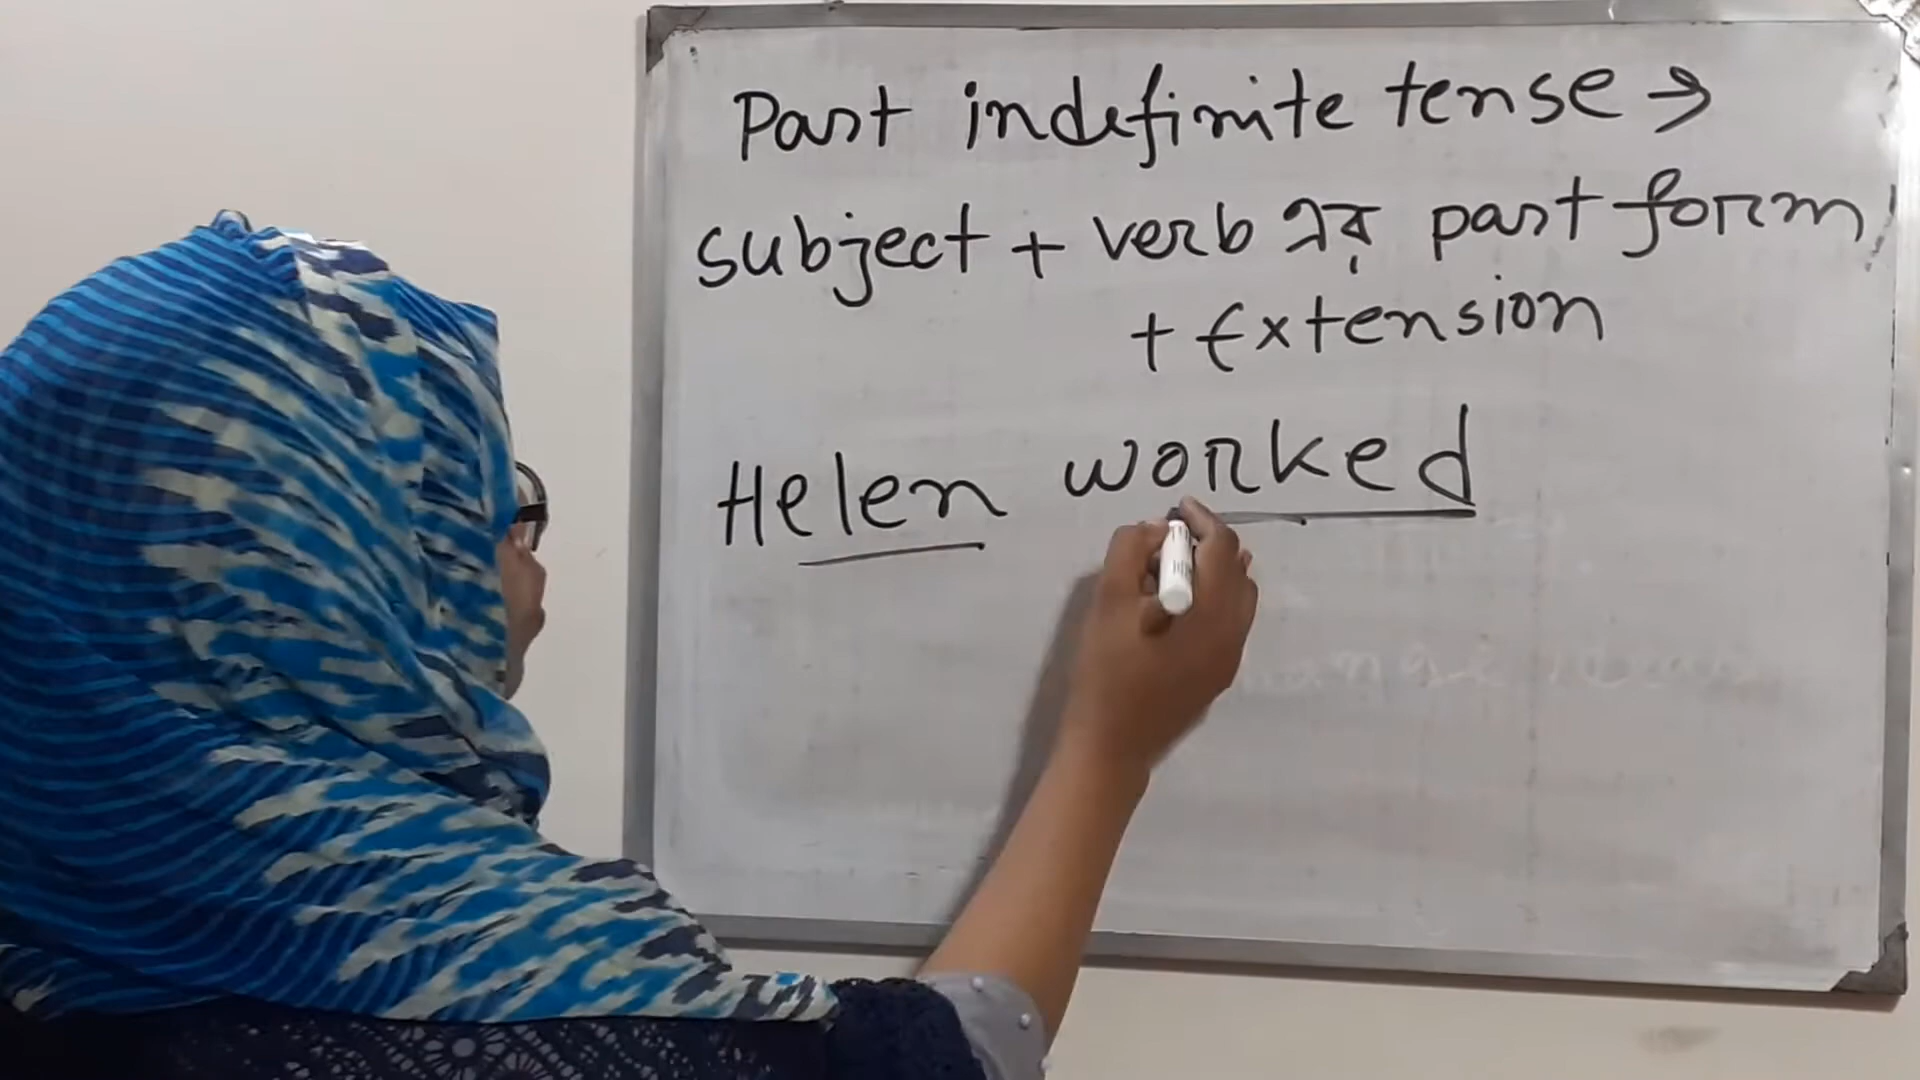 Past indefinite tense →
subject + verb এর past form
+ Extension
Helen worked